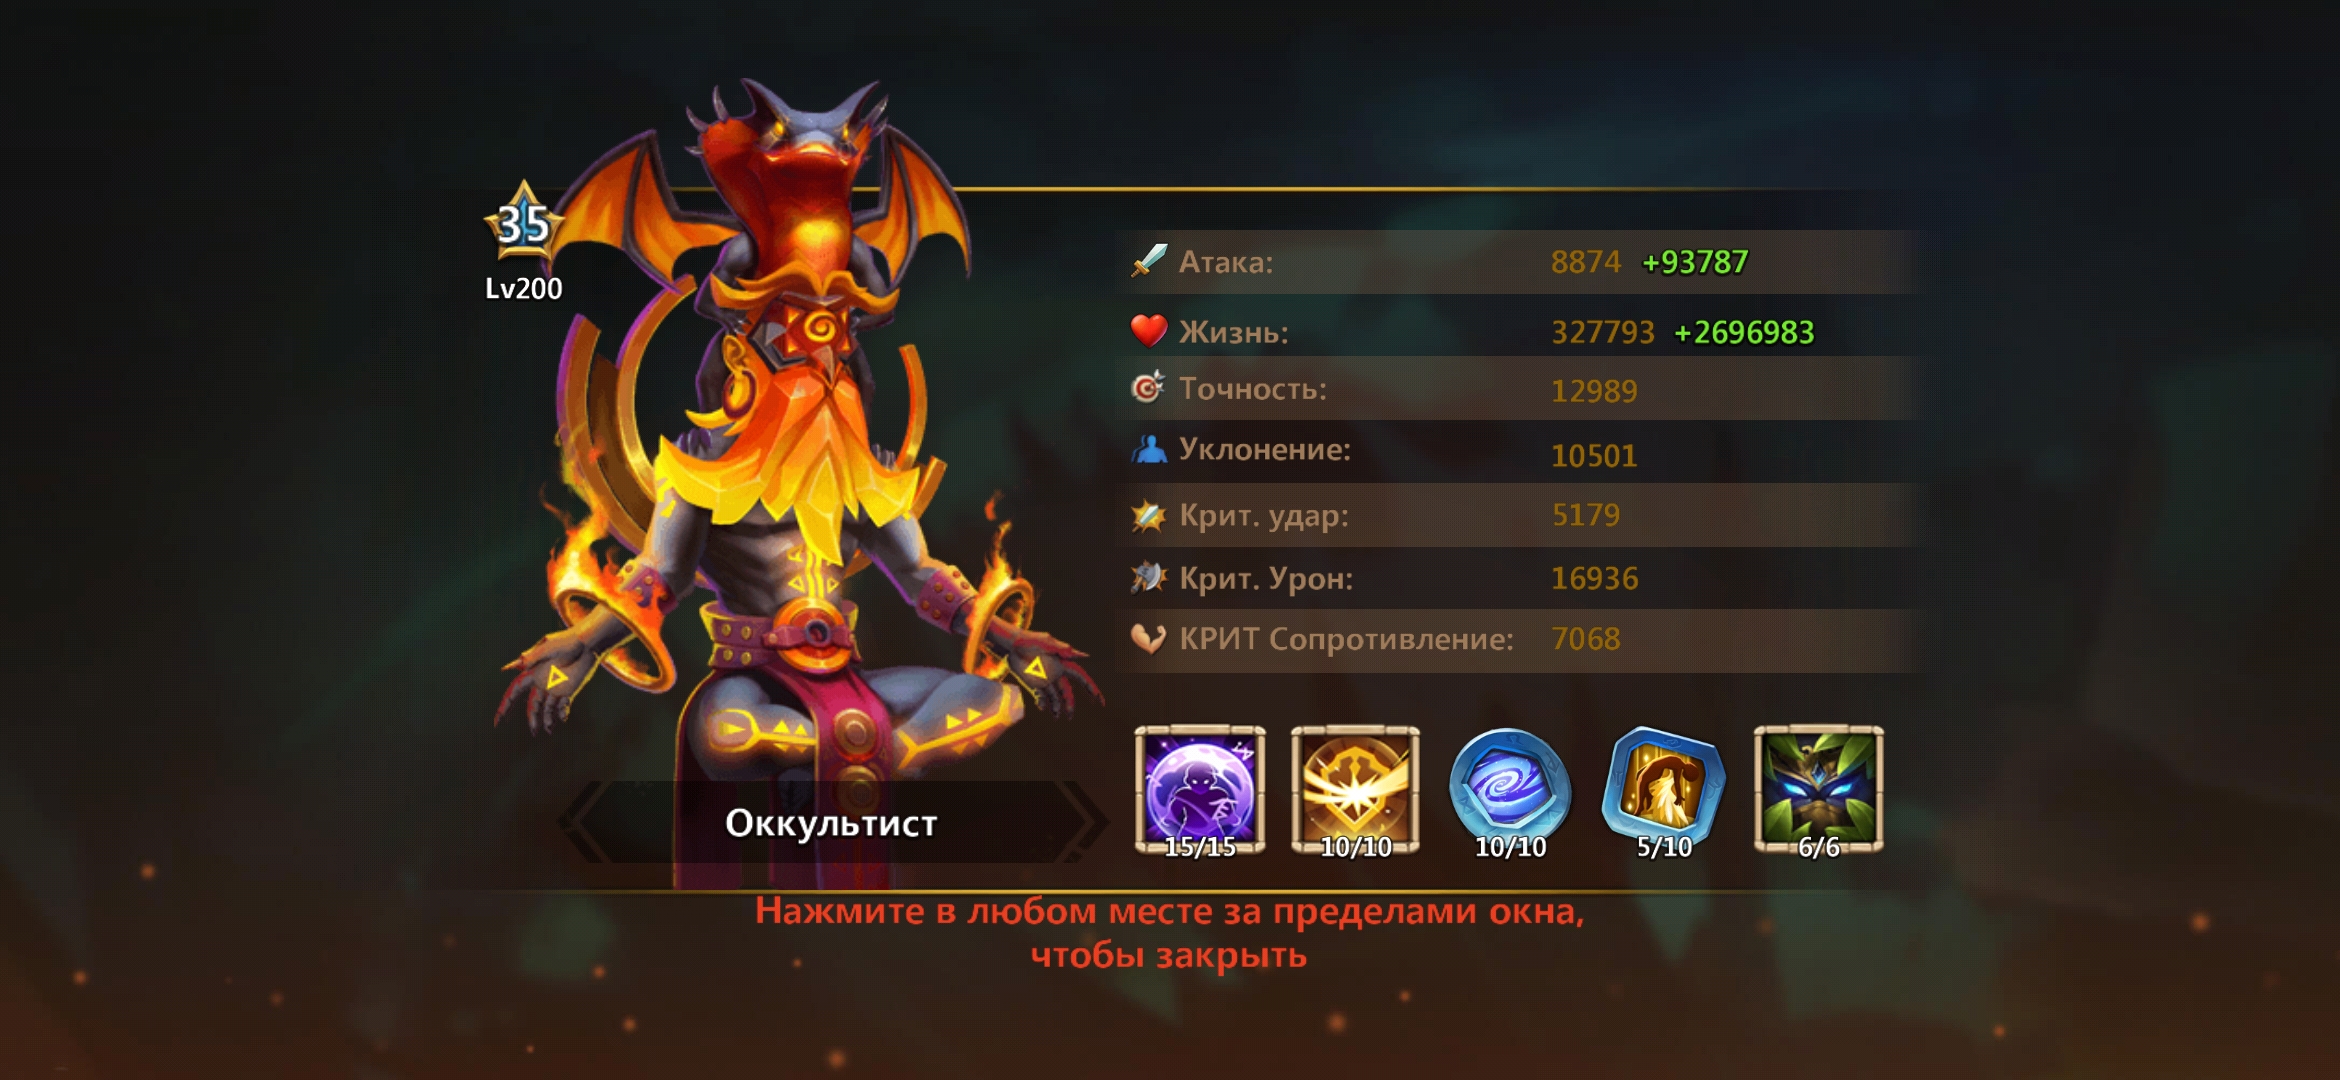 35
Lv200
Атака: 8874 +93787
Жизнь: 327793 +2696983
Точность: 12989
Уклонение: 10501
Крит. удар: 5179
Крит. Урон: 16936
КРИТ Сопротивление: 7068
Оккультист
15/15 10/10 10/10 5/10 6/6
Нажмите в любом месте за пределами окна,
чтобы закрыть